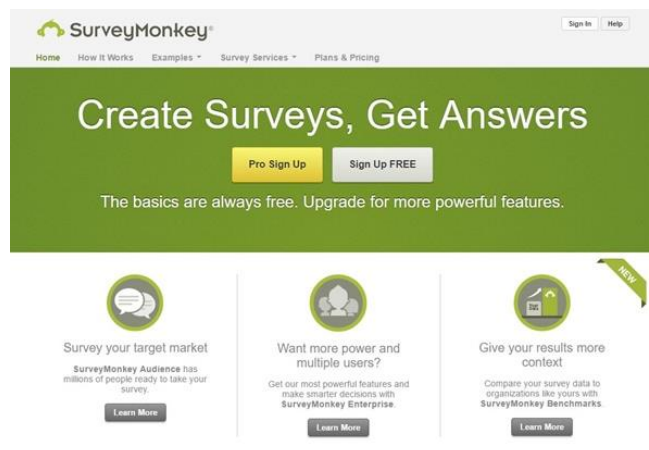 SurveyMonkey®
Sign In Help
Home How It Works Examples Survey Services Plans & Pricing
Create Surveys, Get Answers
Pro Sign Up Sign Up FREE
The basics are always free. Upgrade for more powerful features.
NEW
Your Data
Survey your target market
SurveyMonkey Audience has
millions of people ready to take your
survey.
Learn More
Want more power and
multiple users?
Get our most powerful features and
make smarter decisions with
SurveyMonkey Enterprise.
Learn More
Give your results more
context
Compare your survey data to
organizations like yours with
SurveyMonkey Benchmarks.
Learn More